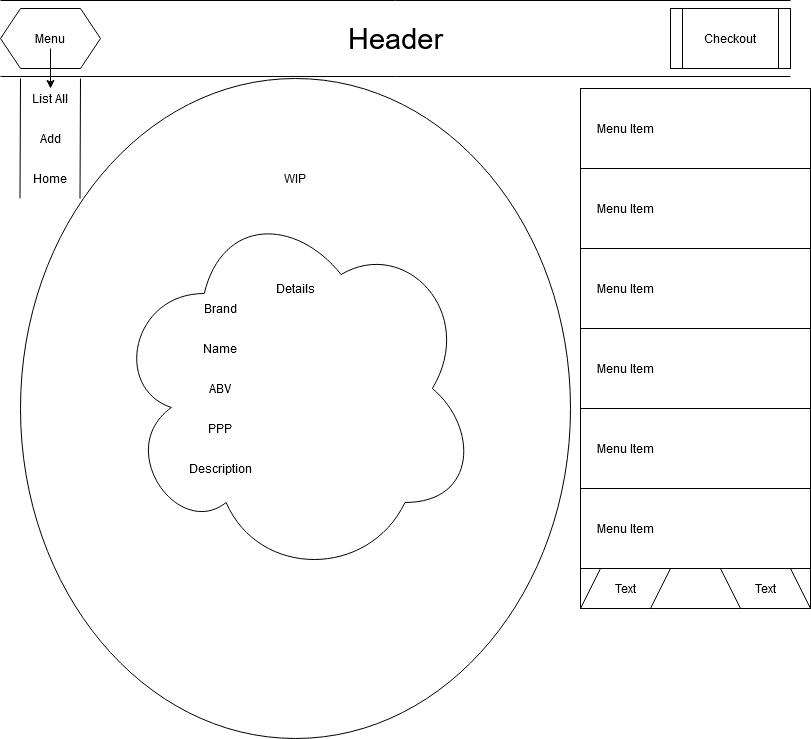 Menu
Header
Checkout
List All
Add
Home
WIP
Details
Brand
Name
ABV
PPP
Description
Menu Item
Menu Item
Menu Item
Menu Item
Menu Item
Menu Item
Text
Text